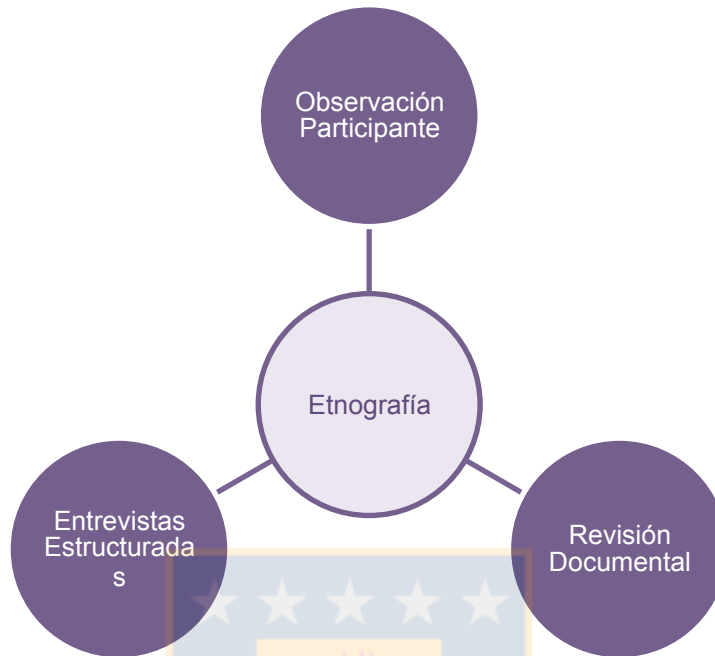 Observación
Participante
Etnografía
Entrevistas
Estructurada
s
Revisión
Documental